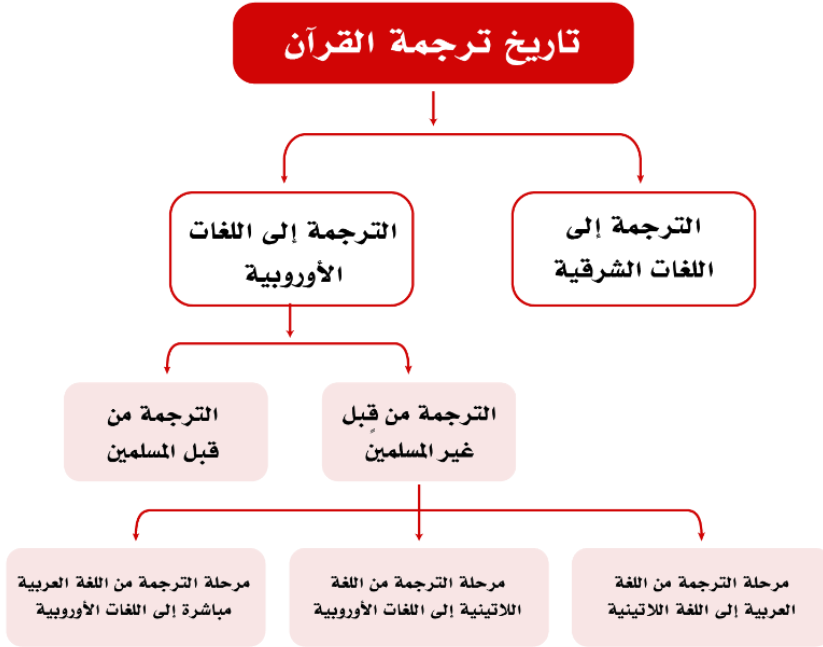 تاريخ ترجمة القرآن
الترجمة إلى
اللغات الشرقية
الترجمة إلى اللغات
الأوروبية
الترجمة من قِبل
غير المسلمين
الترجمة من
قبل المسلمين
مرحلة الترجمة من اللغة
العربية إلى اللغة اللاتينية
مرحلة الترجمة من اللغة
اللاتينية إلى اللغات الأوروبية
مرحلة الترجمة من اللغة العربية
مباشرة إلى اللغات الأوروبية